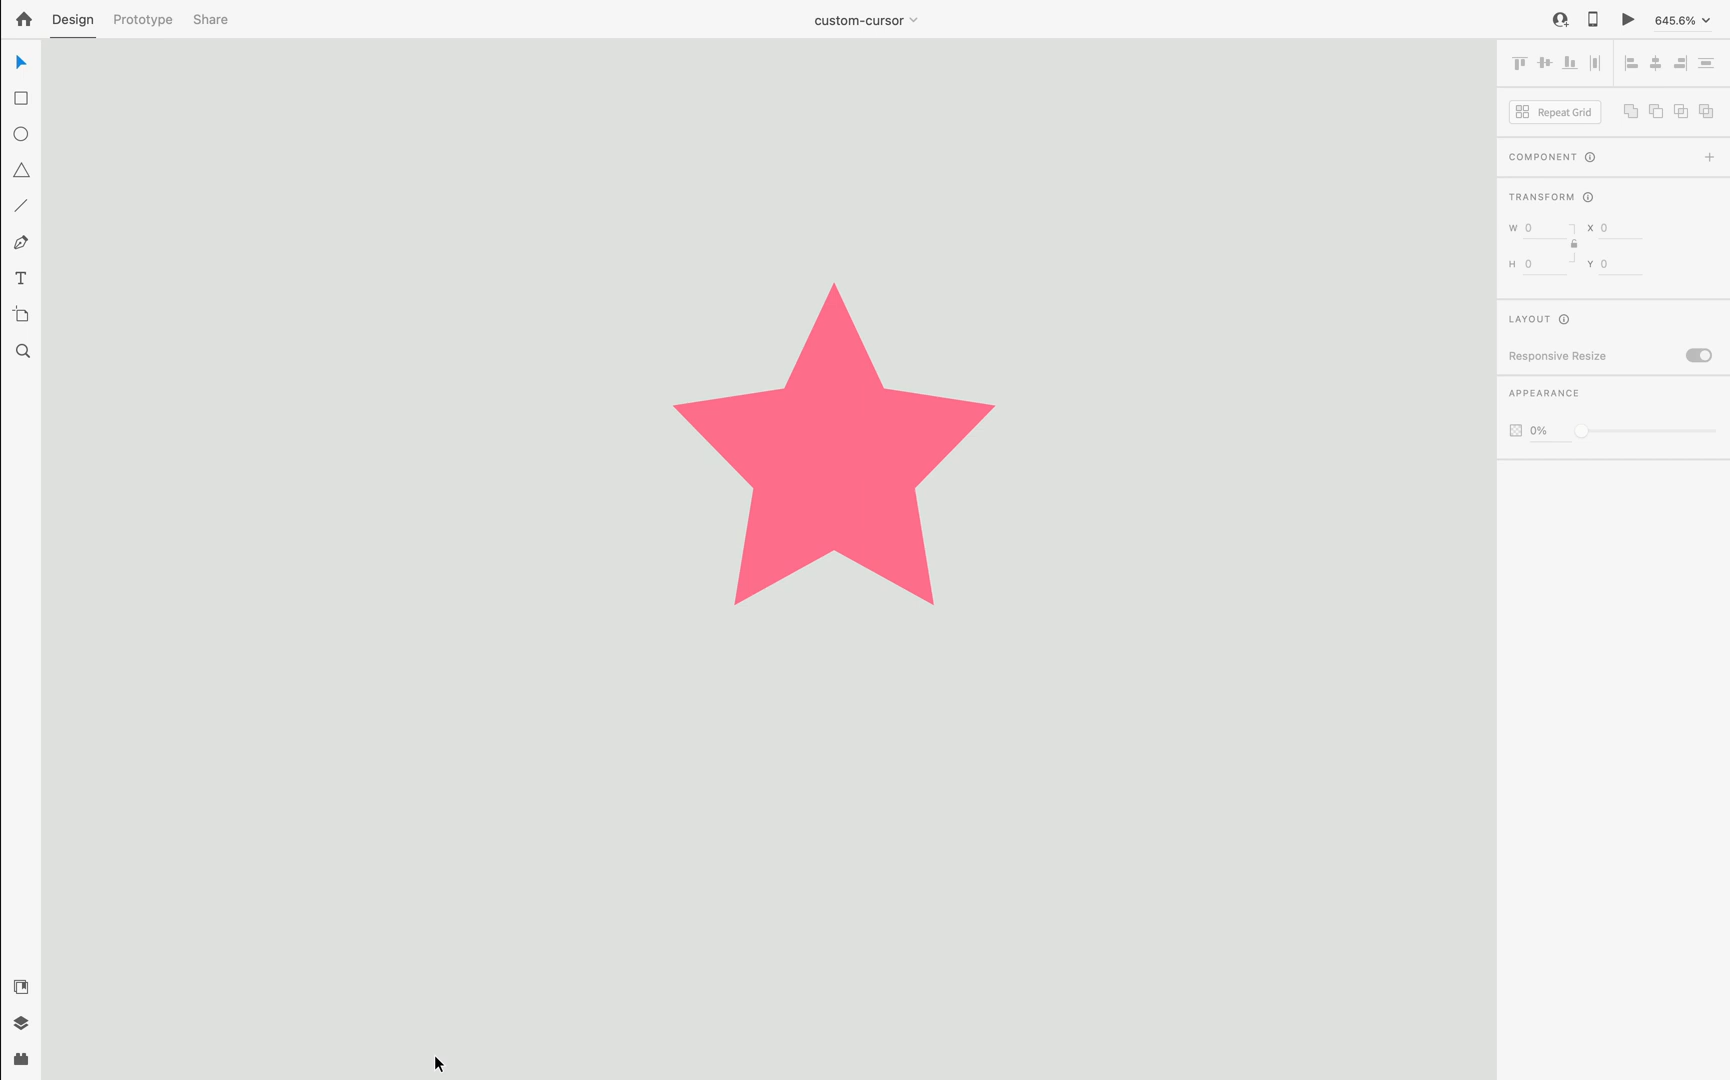 Design Prototype Share custom-cursor 645.6%
Repeat Grid
COMPONENT
TRANSFORM
W 0 X 0
H 0 Y 0
LAYOUT
Responsive Resize
APPEARANCE
0%